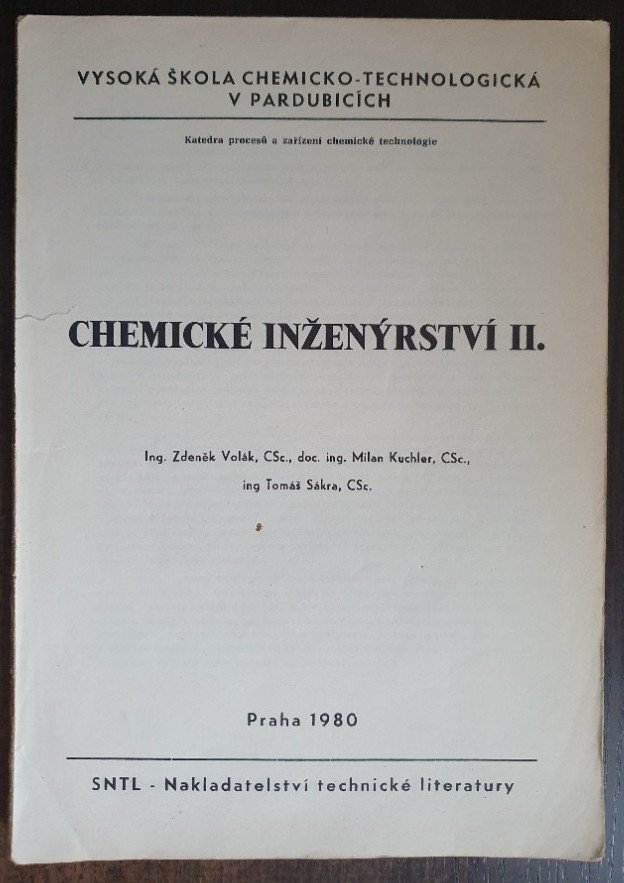 VYSOKÁ ŠKOLA CHEMICKO-TECHNOLOGICKÁ
V PARDUBICÍCH
Katedra procesů a zařízení chemické technologie
CHEMICKÉ INŽENÝRSTVÍ II.
Ing. Zdeněk Volák, CSc., doc. ing. Milan Kuchler, CSc.,
ing Tomáš Sákra, CSc.
Praha 1980
SNTL - Nakladatelství technické literatury